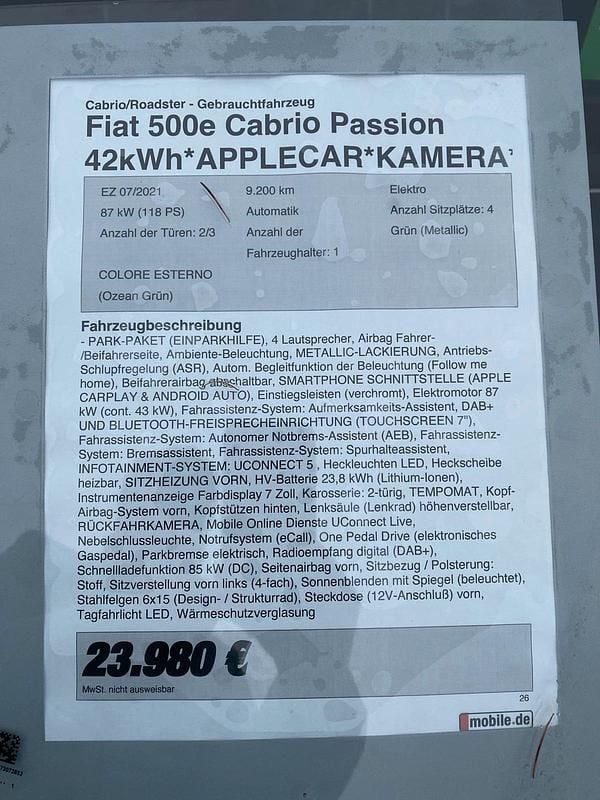 Cabrio/Roadster - Gebrauchtfahrzeug
Fiat 500e Cabrio Passion
42kWh*APPLECAR*KAMERA*
EZ 07/2021 9.200 km Elektro
87 kW (118 PS) Automatik Anzahl Sitzplätze: 4
Anzahl der Türen: 2/3 Anzahl der Grün (Metallic)
Fahrzeughalter: 1
COLORE ESTERNO
(Ozean Grün)
Fahrzeugbeschreibung
- PARK-PAKET (EINPARKHILFE), 4 Lautsprecher, Airbag Fahrer-
/Beifahrerseite, Ambiente-Beleuchtung, METALLIC-LACKIERUNG, Antriebs-
Schlupfregelung (ASR), Autom. Begleitfunktion der Beleuchtung (Follow me
home), Beifahrerairbag abschaltbar, SMARTPHONE SCHNITTSTELLE (APPLE
CARPLAY & ANDROID AUTO), Einstiegsleisten (verchromt), Elektromotor 87
kW (cont. 43 kW), Fahrassistenz-System: Aufmerksamkeits-Assistent, DAB+
UND BLUETOOTH-FREISPRECHEINRICHTUNG (TOUCHSCREEN 7"),
Fahrassistenz-System: Autonomer Notbrems-Assistent (AEB), Fahrassistenz-
System: Bremsassistent, Fahrassistenz-System: Spurhalteassistent,
INFOTAINMENT-SYSTEM: UCONNECT 5 , Heckleuchten LED, Heckscheibe
heizbar, SITZHEIZUNG VORN, HV-Batterie 23,8 kWh (Lithium-Ionen),
Instrumentenanzeige Farbdisplay 7 Zoll, Karosserie: 2-türig, TEMPOMAT, Kopf-
Airbag-System vorn, Kopfstützen hinten, Lenksäule (Lenkrad) höhenverstellbar,
RÜCKFAHRKAMERA, Mobile Online Dienste UConnect Live,
Nebelschlussleuchte, Notrufsystem (eCall), One Pedal Drive (elektronisches
Gaspedal), Parkbremse elektrisch, Radioempfang digital (DAB+),
Schnellladefunktion 85 kW (DC), Seitenairbag vorn, Sitzbezug / Polsterung:
Stoff, Sitzverstellung vorn links (4-fach), Sonnenblenden mit Spiegel (beleuchtet),
Stahlfelgen 6x15 (Design- / Strukturrad), Steckdose (12V-Anschluß) vorn,
Tagfahrlicht LED, Wärmeschutzverglasung
23.980 €
MwSt. nicht ausweisbar
26
mobile.de